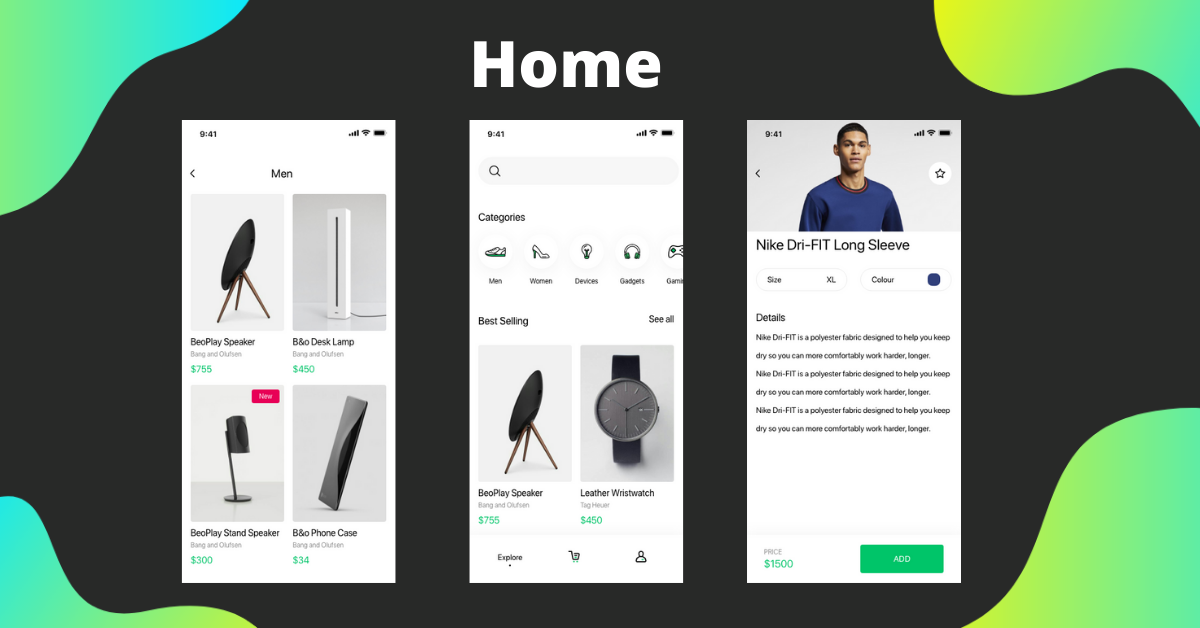 Home
9:41
Men
BeoPlay Speaker
Bang and Olufsen
$755
B&o Desk Lamp
Bang and Olufsen
$450
New
BeoPlay Stand Speaker
Bang and Olufsen
$300
B&o Phone Case
Bang and Olufsen
$34
9:41
Categories
Men
Women
Devices
Gadgets
Gamin
Best Selling
See all
BeoPlay Speaker
Bang and Olufsen
$755
Leather Wristwatch
Tag Heuer
$450
Explore
9:41
Nike Dri-FIT Long Sleeve
Size XL
Colour
Details
Nike Dri-FIT is a polyester fabric designed to help you keep
dry so you can more comfortably work harder, longer.
Nike Dri-FIT is a polyester fabric designed to help you keep
dry so you can more comfortably work harder, longer.
Nike Dri-FIT is a polyester fabric designed to help you keep
dry so you can more comfortably work harder, longer.
PRICE
$1500
ADD